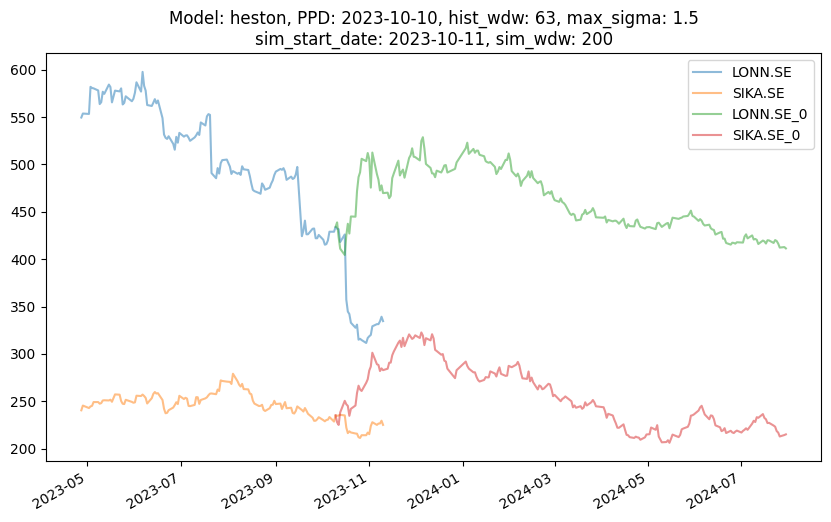 Model: heston, PPD: 2023-10-10, hist_wdw: 63, max_sigma: 1.5
sim_start_date: 2023-10-11, sim_wdw: 200
LONN.SE
SIKA.SE
LONN.SE_0
SIKA.SE_0
600
550
500
450
400
350
300
250
200
2023-05
2023-07
2023-09
2023-11
2024-01
2024-03
2024-05
2024-07